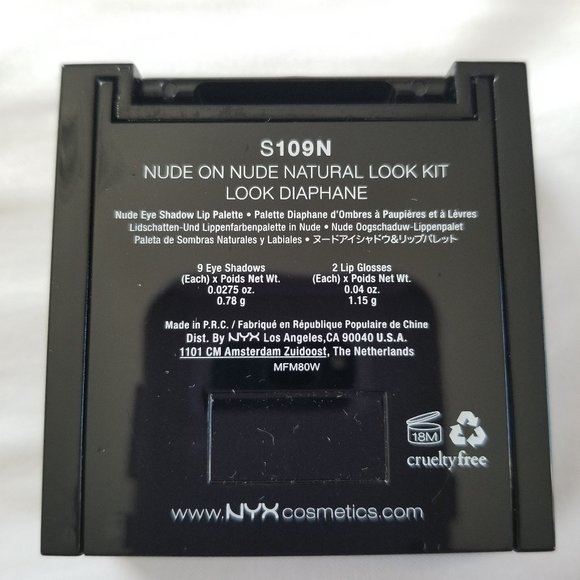 S109N
NUDE ON NUDE NATURAL LOOK KIT
LOOK DIAPHANE
Nude Eye Shadow Lip Palette • Palette Diaphane d'Ombres à Paupières et à Lèvres
Lidschatten-Und Lippenfarbenpalette in Nude • Nude Oogschaduw-Lippenpalet
Paleta de Sombras Naturales y Labiales • ヌードアイシャドウ&リップパレット
9 Eye Shadows
(Each) x Poids Net Wt.
0.0275 oz.
0.78 g
2 Lip Glosses
(Each) x Poids Net Wt.
0.04 oz.
1.15 g
Made in P.R.C. / Fabriqué en République Populaire de Chine
Dist. By NYX Los Angeles,CA 90040 U.S.A.
1101 CM Amsterdam Zuidoost, The Netherlands
MFM80W
18M
crueltyfree
www.NYXcosmetics.com